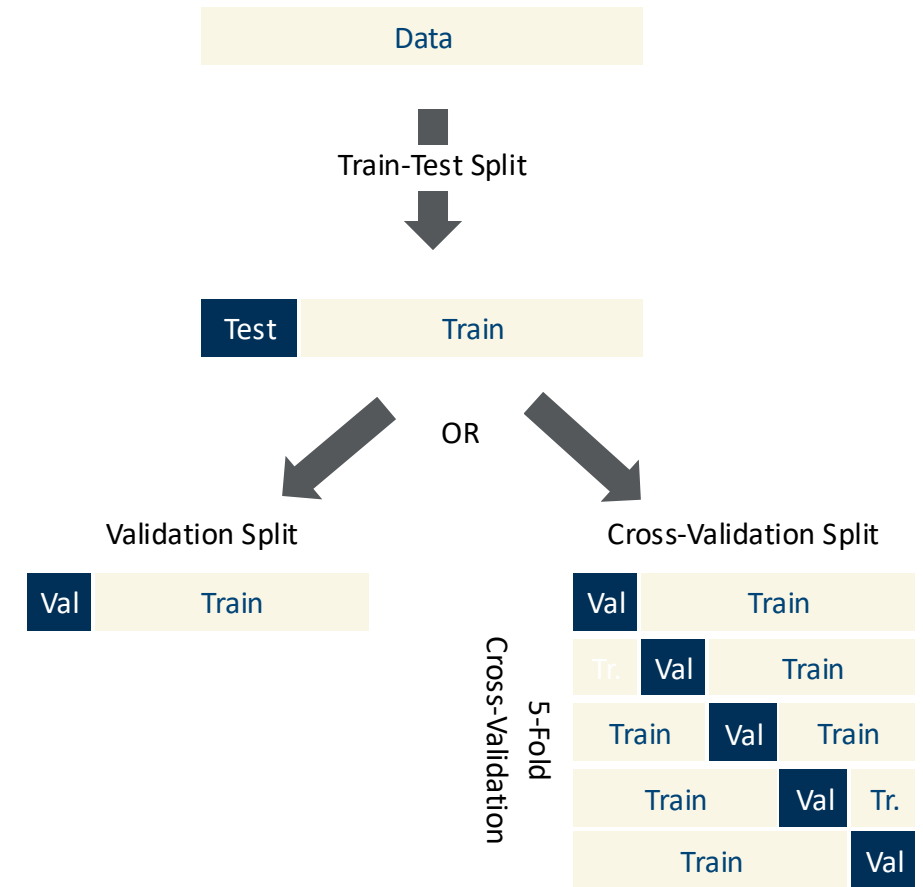 Data
Train-Test Split
Test Train
OR
Validation Split
Val Train
Cross-Validation Split
5-Fold
Cross-Validation
Val Train
Tr. Val Train
Train Val Train
Train Val Tr.
Train Val